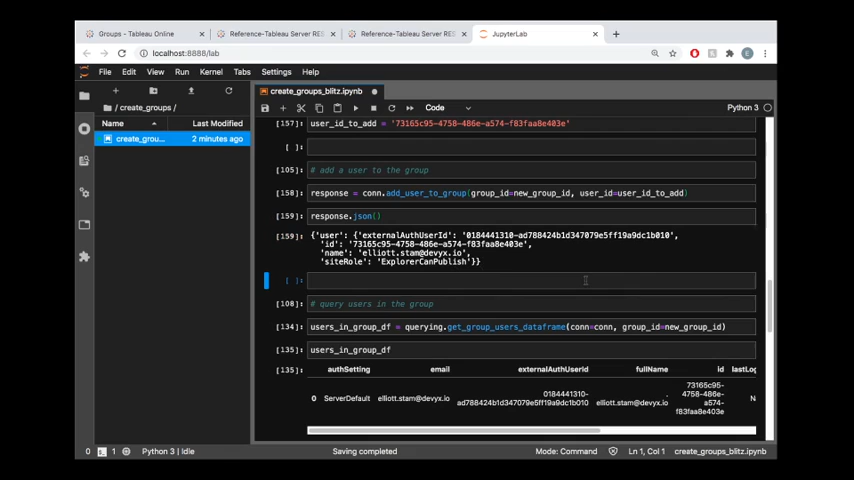 Groups - Tableau Online
Reference-Tableau Server RES
Reference-Tableau Server RES
JupyterLab
localhost:8888/lab
E
File Edit View Run Kernel Tabs Settings Help
create_groups_blitz.ipynb
Code
Python 3
/ create_groups /
Name
Last Modified
create_grou...
2 minutes ago
[157]: user_id_to_add = '73165c95-4758-486e-a574-f83faa8e403e'
[ ]:
[105]: # add a user to the group
[158]: response = conn.add_user_to_group(group_id=new_group_id, user_id=user_id_to_add)
[159]: response.json()
[159]: {'user': {'externalAuthUserId': '0184441310-ad788424b1d347079e5ff19a9dc1b010',
'id': '73165c95-4758-486e-a574-f83faa8e403e',
'name': 'elliott.stam@devyx.io',
'siteRole': 'ExplorerCanPublish'}}
[ ]:
[108]: # query users in the group
[134]: users_in_group_df = querying.get_group_users_dataframe(conn=conn, group_id=new_group_id)
[135]: users_in_group_df
[135]: authSetting email externalAuthUserId fullName id lastLog
0 ServerDefault elliott.stam@devyx.io 0184441310-
ad788424b1d347079e5ff19a9dc1b010
elliott.stam@devyx.io
73165c95-
4758-
486e-
a574-
f83faa8e403e
0 1 Python 3 | Idle Saving completed Mode: Command Ln 1, Col 1 create_groups_blitz.ipynb